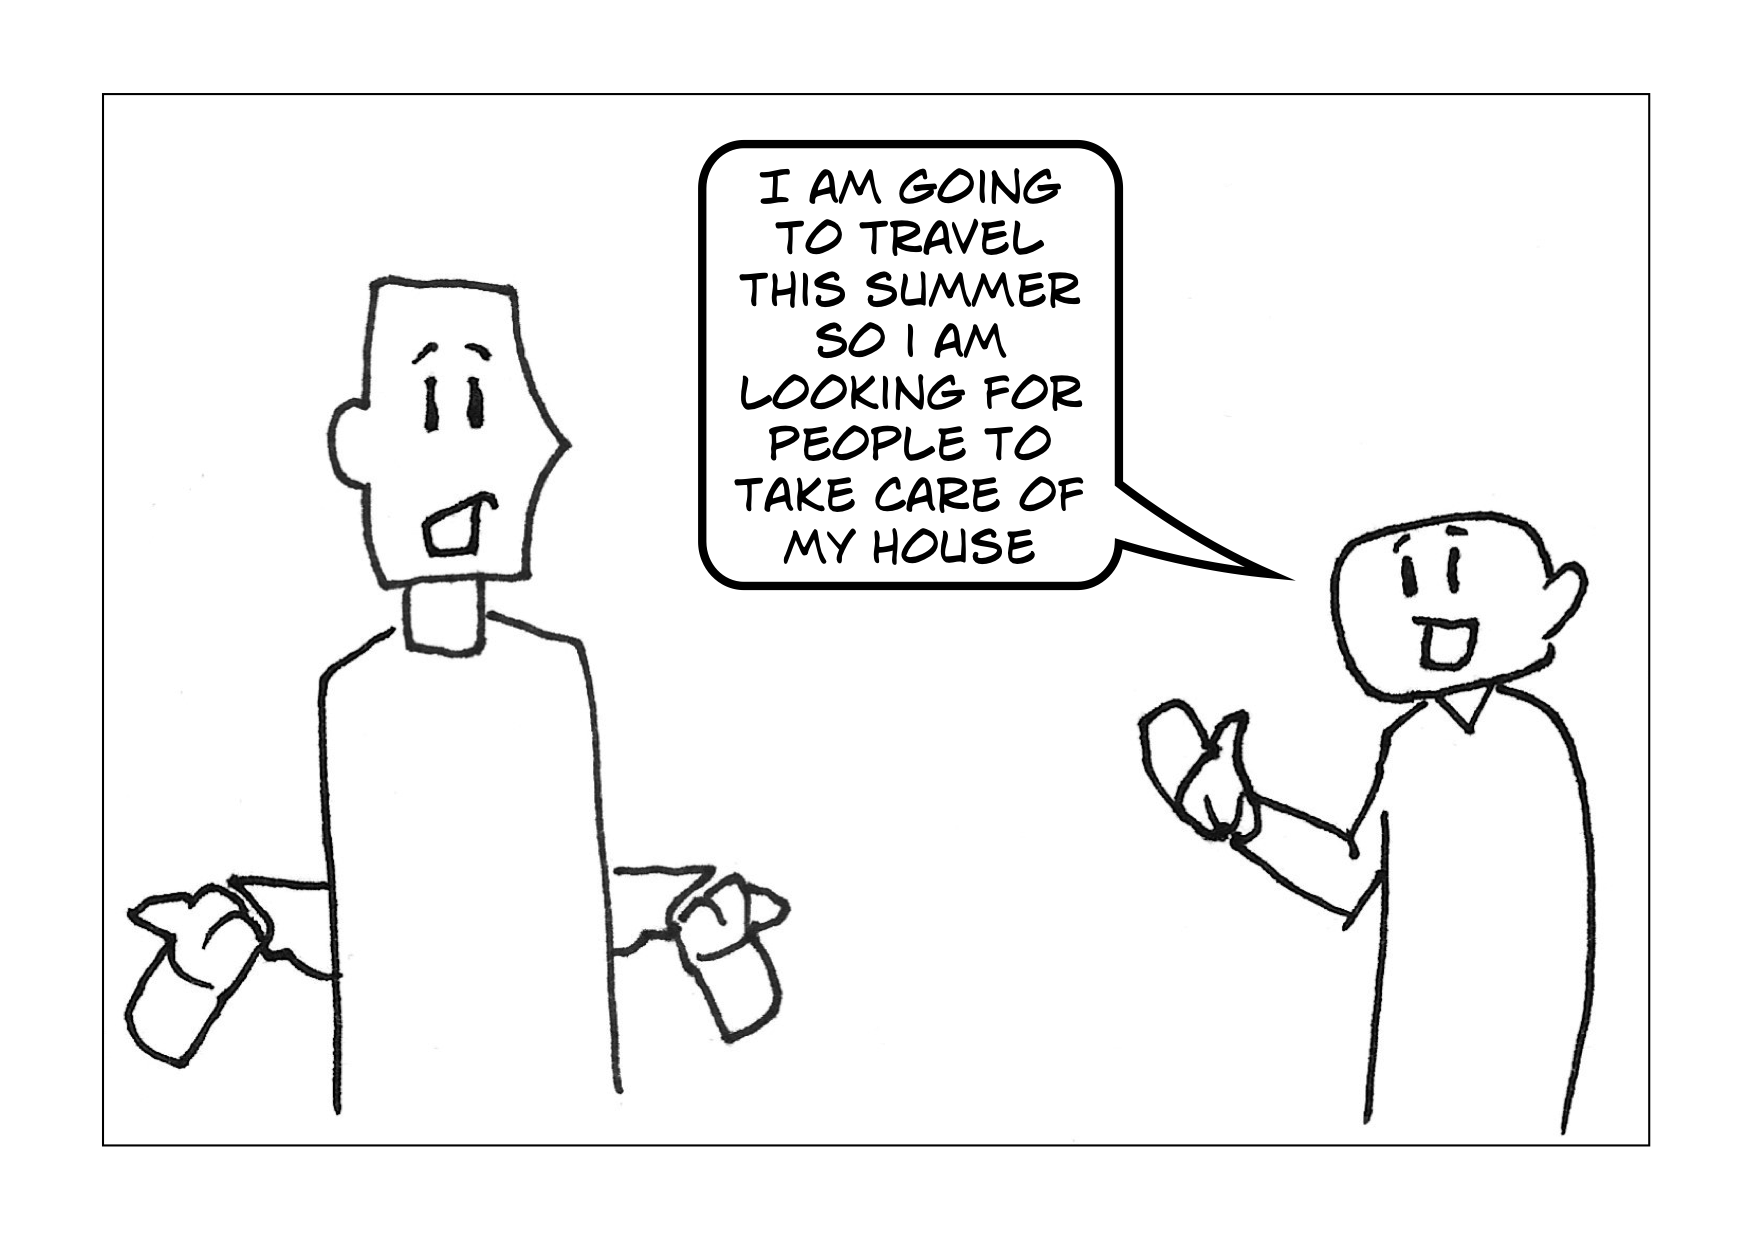 I AM GOING
TO TRAVEL
THIS SUMMER
SO I AM
LOOKING FOR
PEOPLE TO
TAKE CARE OF
MY HOUSE